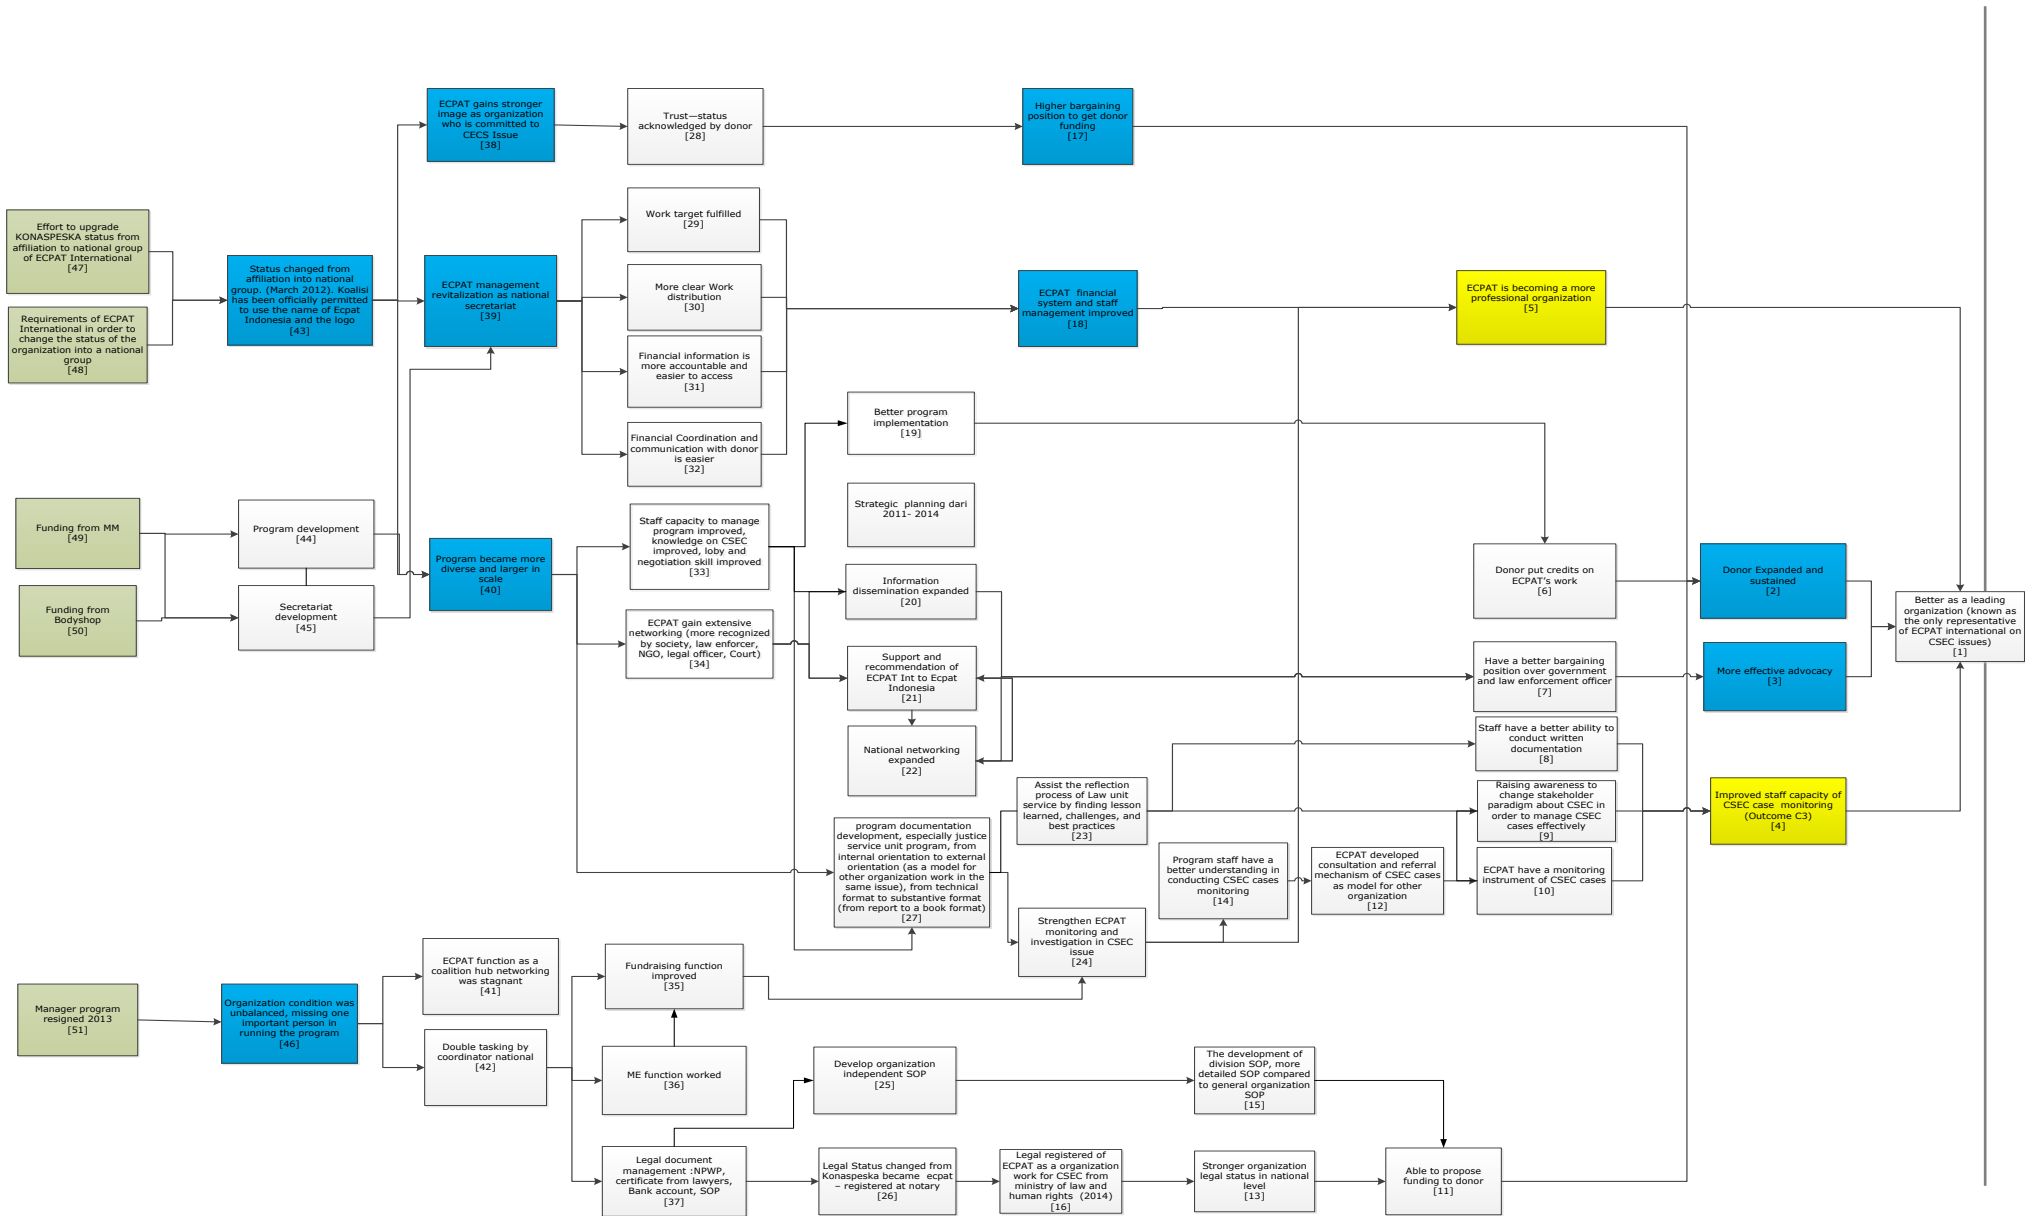 ECPAT gains stronger
image as organization
who is committed to
CECS Issue
[38]
Trust—status
acknowledged by donor
[28]
Higher bargaining
position to get donor
funding
[17]
Effort to upgrade
KONASPESKA status from
affiliation to national group
of ECPAT International
[47]
Requirements of ECPAT
International in order to
change the status of the
organization into a national
group
[48]
Status changed from
affiliation into national
group. (March 2012). Koalisi
has been officially permitted
to use the name of Ecpat
Indonesia and the logo
[43]
ECPAT management
revitalization as national
secretariat
[39]
Work target fulfilled
[29]
More clear Work
distribution
[30]
Financial information is
more accountable and
easier to access
[31]
Financial Coordination and
communication with donor
is easier
[32]
ECPAT  financial
system and staff
management improved
[18]
ECPAT is becoming a more
professional organization
[5]
Better program
implementation
[19]
Strategic  planning dari
2011- 2014
Funding from MM
[49]
Funding from
Bodyshop
[50]
Program development
[44]
Secretariat
development
[45]
Program became more
diverse and larger in
scale
[40]
Staff capacity to manage
program improved,
knowledge on CSEC
improved, loby and
negotiation skill improved
[33]
ECPAT gain extensive
networking (more recognized
by society, law enforcer,
NGO, legal officer, Court)
[34]
Information
dissemination expanded
[20]
Support and
recommendation of
ECPAT Int to Ecpat
Indonesia
[21]
National networking
expanded
[22]
Donor put credits on
ECPAT's work
[6]
Donor Expanded and
sustained
[2]
Better as a leading
organization (known as
the only representative
of ECPAT international on
CSEC issues)
[1]
Have a better bargaining
position over government
and law enforcement officer
[7]
More effective advocacy
[3]
Staff have a better ability to
conduct written
documentation
[8]
Assist the reflection
process of Law unit
service by finding lesson
learned, challenges, and
best practices
[23]
Raising awareness to
change stakeholder
paradigm about CSEC in
order to manage CSEC
cases effectively
[9]
Improved staff capacity of
CSEC case  monitoring
(Outcome C3)
[4]
program documentation
development, especially justice
service unit program, from
internal orientation to external
orientation (as a model for
other organization work in the
same issue), from technical
format to substantive format
(from report to a book format)
[27]
Program staff have a
better understanding in
conducting CSEC cases
monitoring
[14]
ECPAT developed
consultation and referral
mechanism of CSEC cases
as model for other
organization
[12]
ECPAT have a monitoring
instrument of CSEC cases
[10]
Strengthen ECPAT
monitoring and
investigation in CSEC
issue
[24]
Manager program
resigned 2013
[51]
Organization condition was
unbalanced, missing one
important person in
running the program
[46]
ECPAT function as a
coalition hub networking
was stagnant
[41]
Double tasking by
coordinator national
[42]
Fundraising function
improved
[35]
ME function worked
[36]
Legal document
management :NPWP,
certificate from lawyers,
Bank account, SOP
[37]
Develop organization
independent SOP
[25]
The development of
division SOP, more
detailed SOP compared
to general organization
SOP
[15]
Legal Status changed from
Konaspeska became  ecpat
– registered at notary
[26]
Legal registered of
ECPAT as a organization
work for CSEC from
ministry of law and
human rights  (2014)
[16]
Stronger organization
legal status in national
level
[13]
Able to propose
funding to donor
[11]